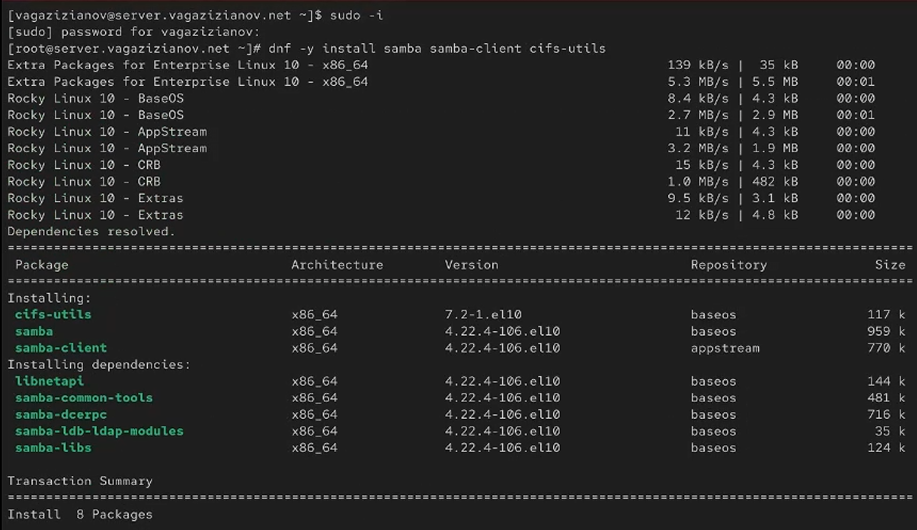 [vagazizianov@server.vagazizianov.net ~]$ sudo -i
[sudo] password for vagazizianov:
[root@server.vagazizianov.net ~]# dnf -y install samba samba-client cifs-utils
Extra Packages for Enterprise Linux 10 - x86_64 139 kB/s | 35 kB 00:00
Extra Packages for Enterprise Linux 10 - x86_64 5.3 MB/s | 5.5 MB 00:01
Rocky Linux 10 - BaseOS 8.4 kB/s | 4.3 kB 00:00
Rocky Linux 10 - BaseOS 2.7 MB/s | 2.9 MB 00:01
Rocky Linux 10 - AppStream 11 kB/s | 4.3 kB 00:00
Rocky Linux 10 - AppStream 3.2 MB/s | 1.9 MB 00:00
Rocky Linux 10 - CRB 15 kB/s | 4.3 kB 00:00
Rocky Linux 10 - CRB 1.0 MB/s | 482 kB 00:00
Rocky Linux 10 - Extras 9.5 kB/s | 3.1 kB 00:00
Rocky Linux 10 - Extras 12 kB/s | 4.8 kB 00:00
Dependencies resolved.
Package Architecture Version Repository Size
Installing:
cifs-utils x86_64 7.2-1.el10 baseos 117 k
samba x86_64 4.22.4-106.el10 baseos 959 k
samba-client x86_64 4.22.4-106.el10 appstream 770 k
Installing dependencies:
libnetapi x86_64 4.22.4-106.el10 baseos 144 k
samba-common-tools x86_64 4.22.4-106.el10 baseos 481 k
samba-dcerpc x86_64 4.22.4-106.el10 baseos 716 k
samba-ldb-ldap-modules x86_64 4.22.4-106.el10 baseos 35 k
samba-libs x86_64 4.22.4-106.el10 baseos 124 k
Transaction Summary
Install 8 Packages